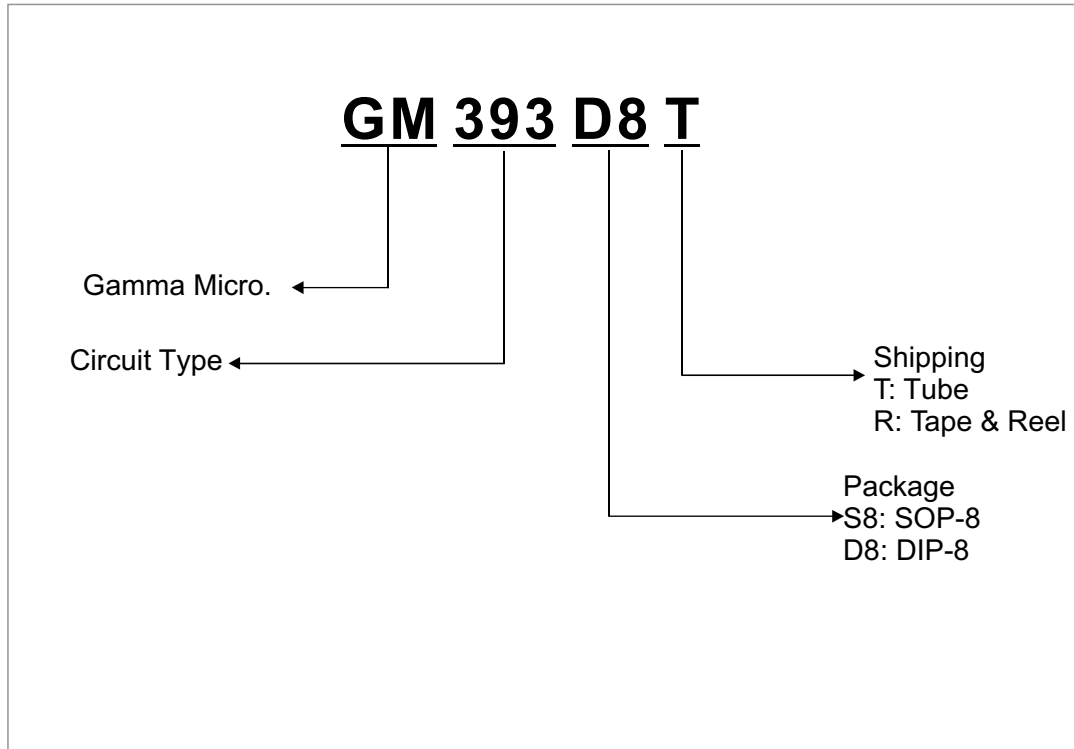 GM 393 D8 T
Gamma Micro.
Circuit Type
Shipping
T: Tube
R: Tape & Reel
Package
S8: SOP-8
D8: DIP-8